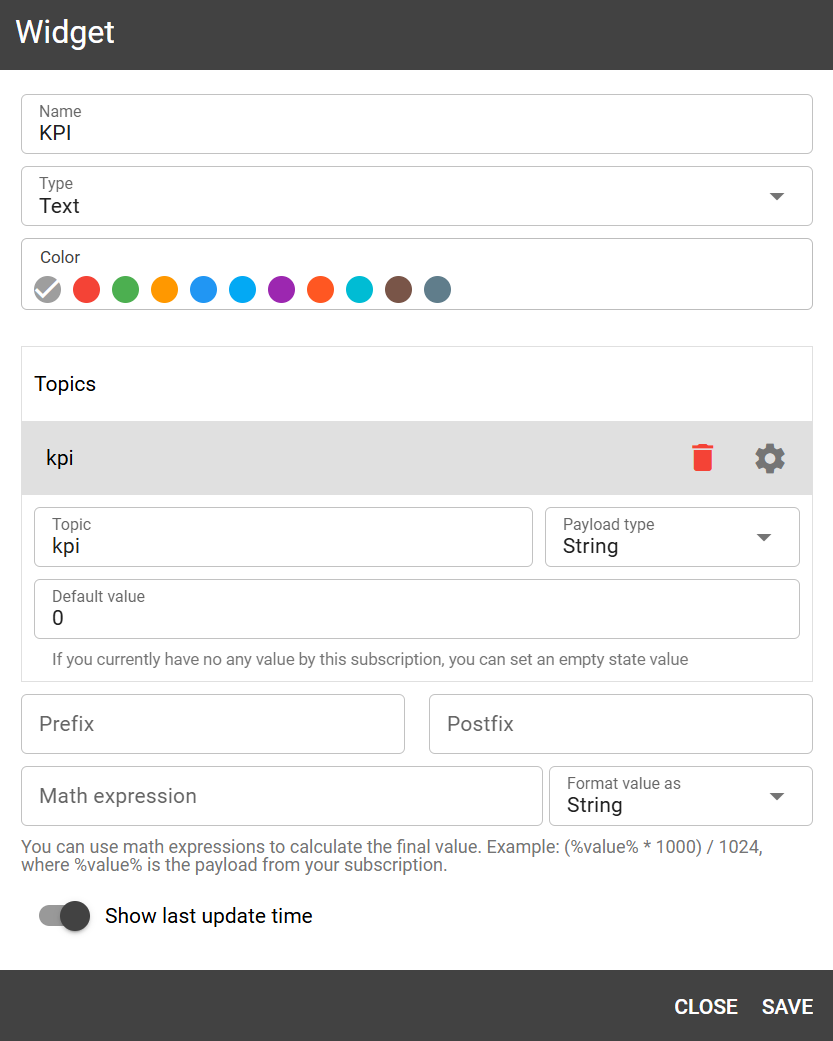 Widget
Name
KPI
Type
Text
Color
Topics
kpi
Topic
kpi
Payload type
String
Default value
0
If you currently have no any value by this subscription, you can set an empty state value
Prefix
Postfix
Math expression
Format value as
String
You can use math expressions to calculate the final value. Example: (%value% * 1000) / 1024,
where %value% is the payload from your subscription.
Show last update time
CLOSE
SAVE